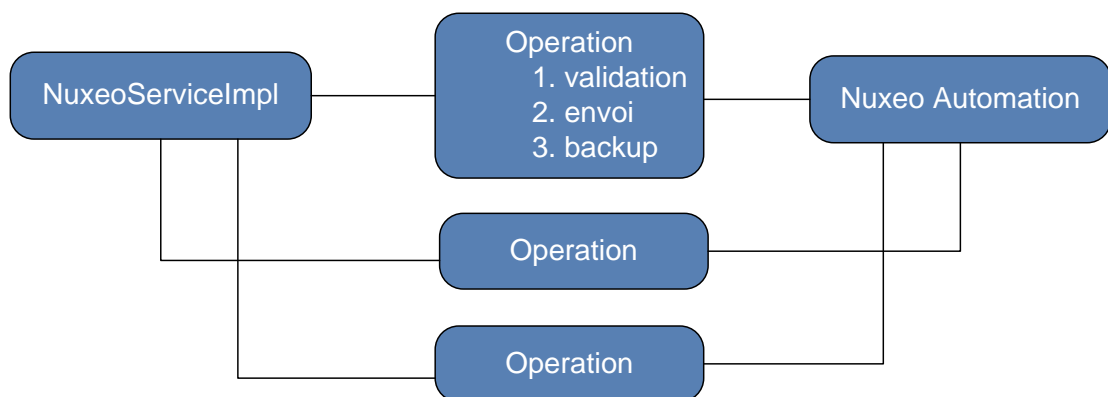 NuxeoServiceImpl
Operation
1. validation
2. envoi
3. backup
Nuxeo Automation
Operation
Operation